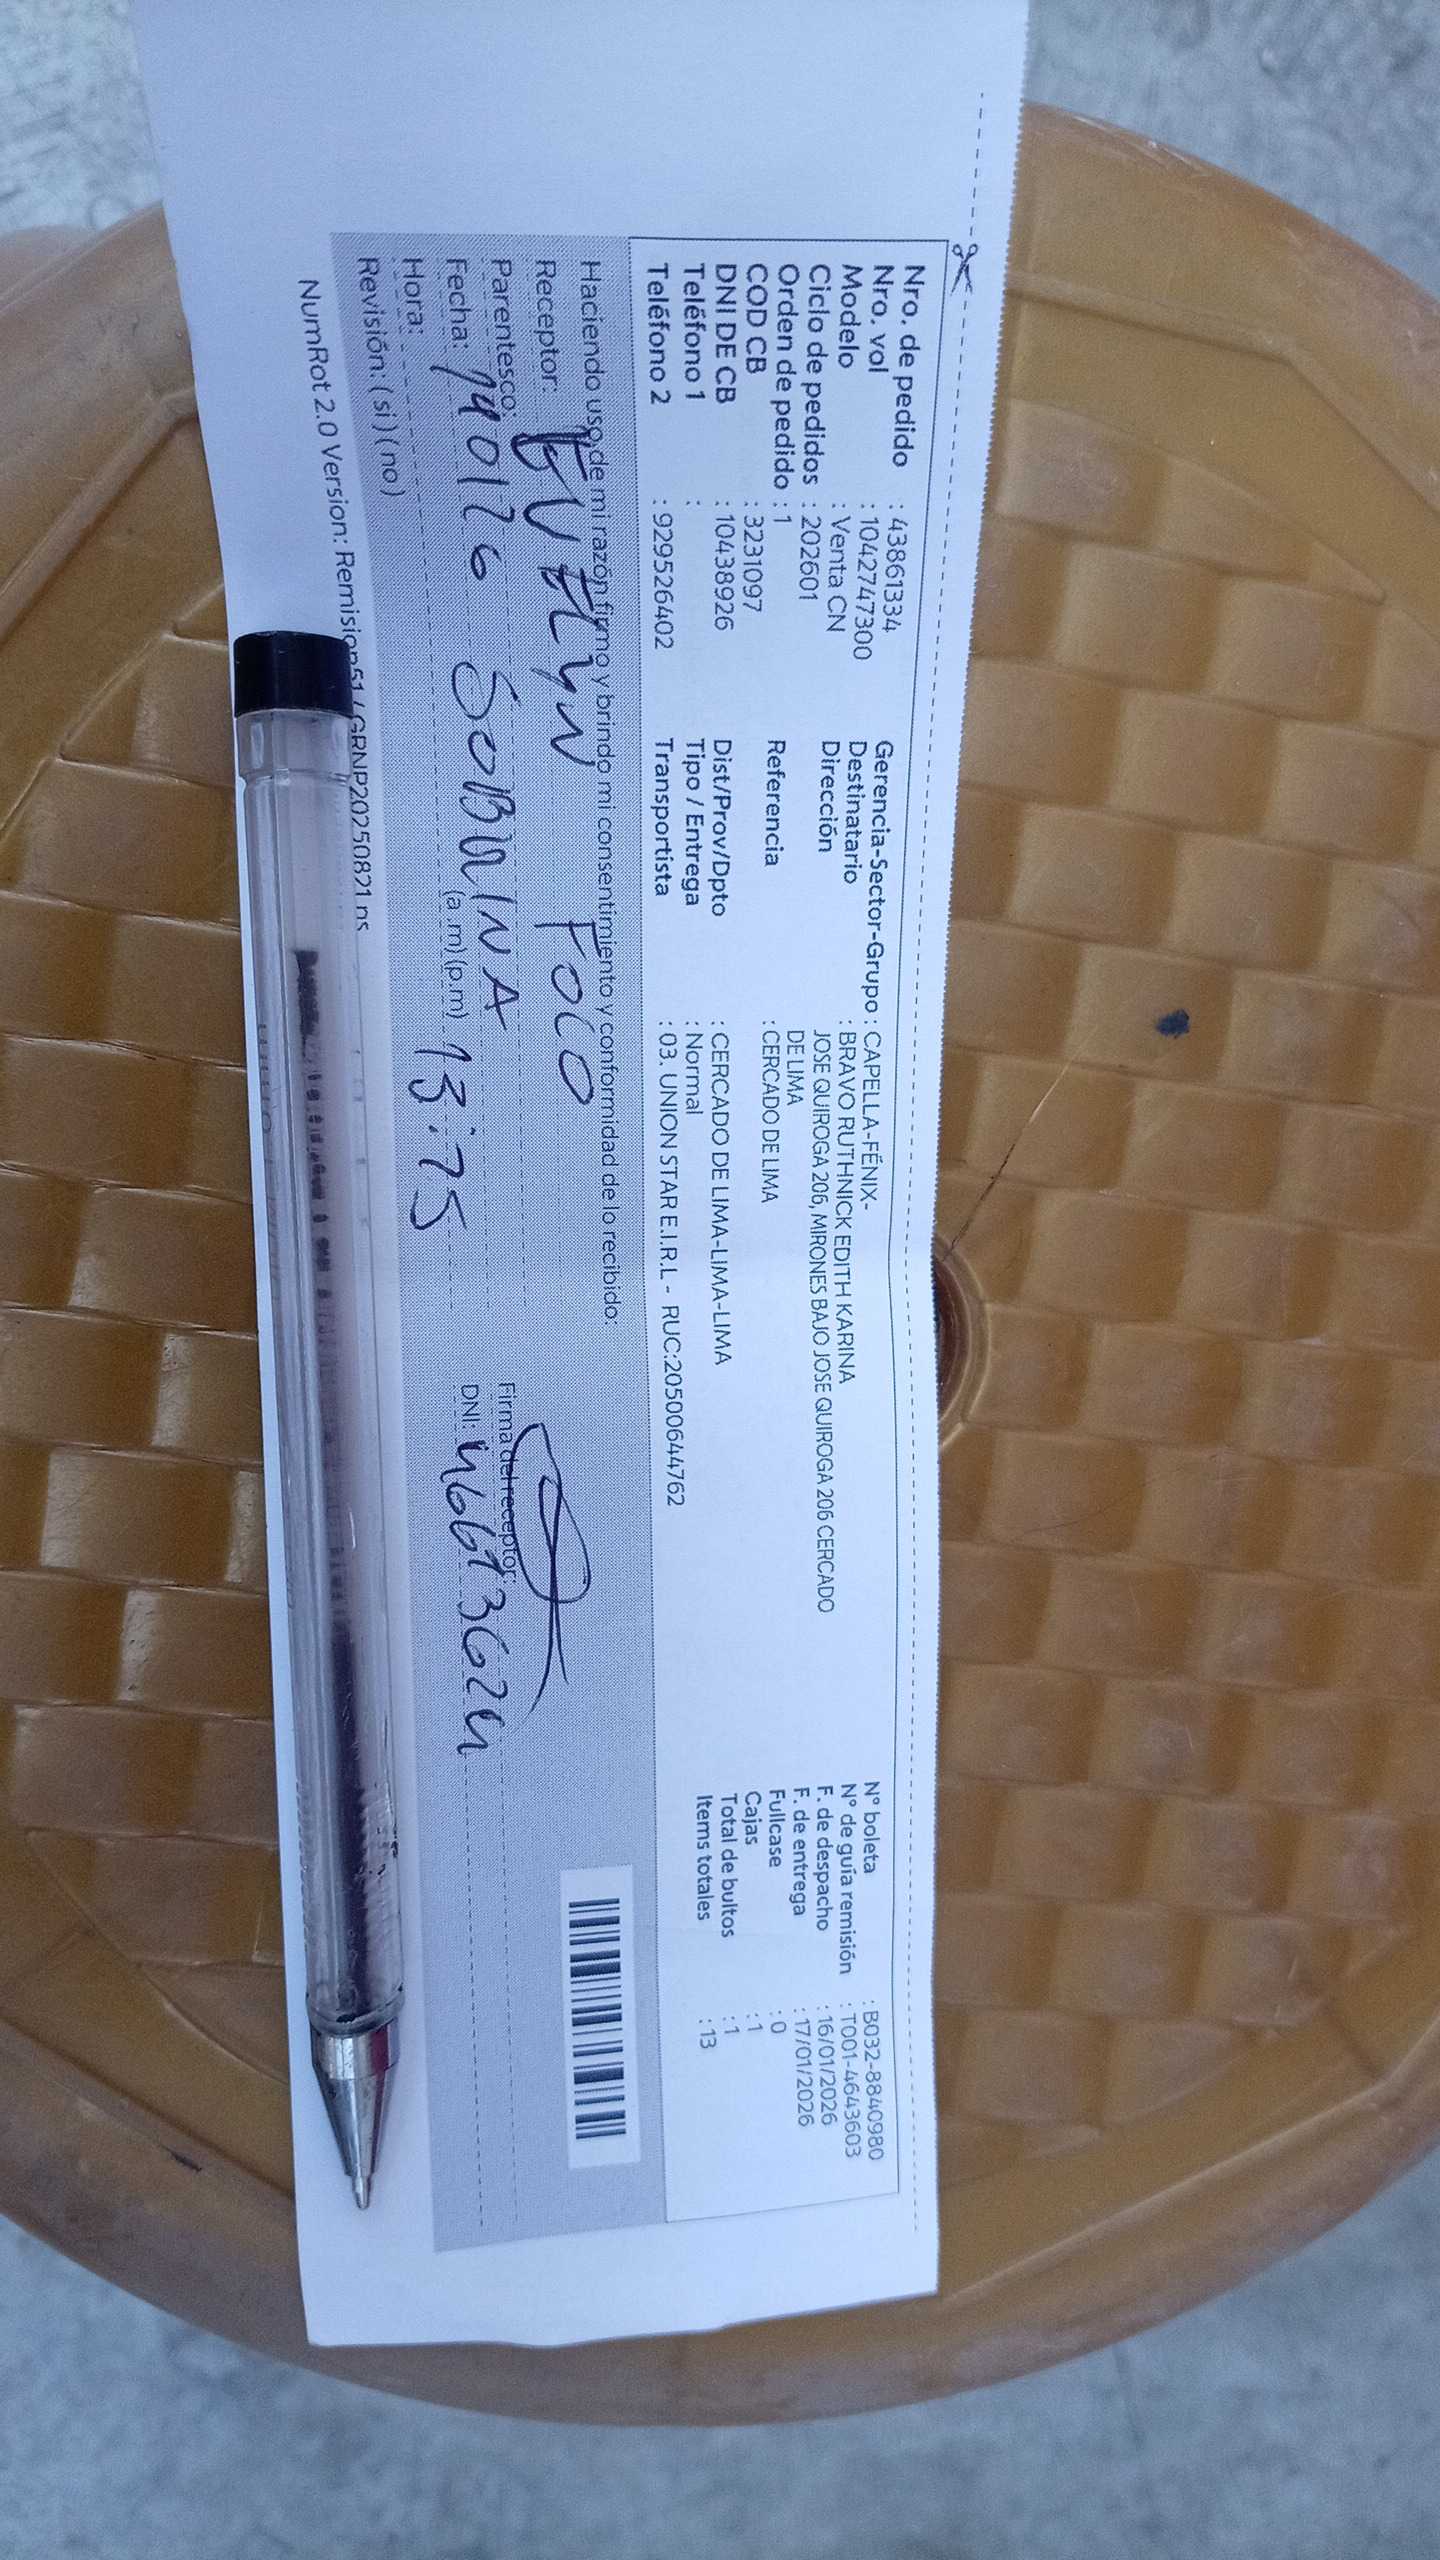 Nro. de pedido : 43861334
Nro. vol : 1042747300
Modelo : Venta CN
Ciclo de pedidos : 202601
Orden de pedido : 1
COD CB : 3231097
DNI DE CB : 10438926
Teléfono 1 :
Teléfono 2 : 929526402
Gerencia-Sector-Grupo : CAPELLA-FÉNIX-
Destinatario : BRAVO RUTHNICK EDITH KARINA
Dirección JOSE QUIROGA 206, MIRONES BAJO JOSE QUIROGA 206 CERCADO
DE LIMA
Referencia : CERCADO DE LIMA
Dist/Prov/Dpto : CERCADO DE LIMA-LIMA-LIMA
Tipo / Entrega : Normal
Transportista : 03. UNION STAR E.I.R.L - RUC:20500644762
N° boleta : B032-8840980
N° de guía remisión : T001-4643603
F. de despacho : 16/01/2026
F. de entrega : 17/01/2026
Fullcase : 0
Cajas : 1
Total de bultos : 1
Items totales : 13
Haciendo uso de mi razón firmo y brindo mi consentimiento y conformidad de lo recibido:
Receptor: EVELYN POLO
Parentesco: SOBRINA
Fecha:
Hora: (a.m) (p.m)
Revisión: ( si ) ( no )
Firma del receptor:
DNI:
NumRot 2.0 Version: Remision51 / GRNP20250821 ns